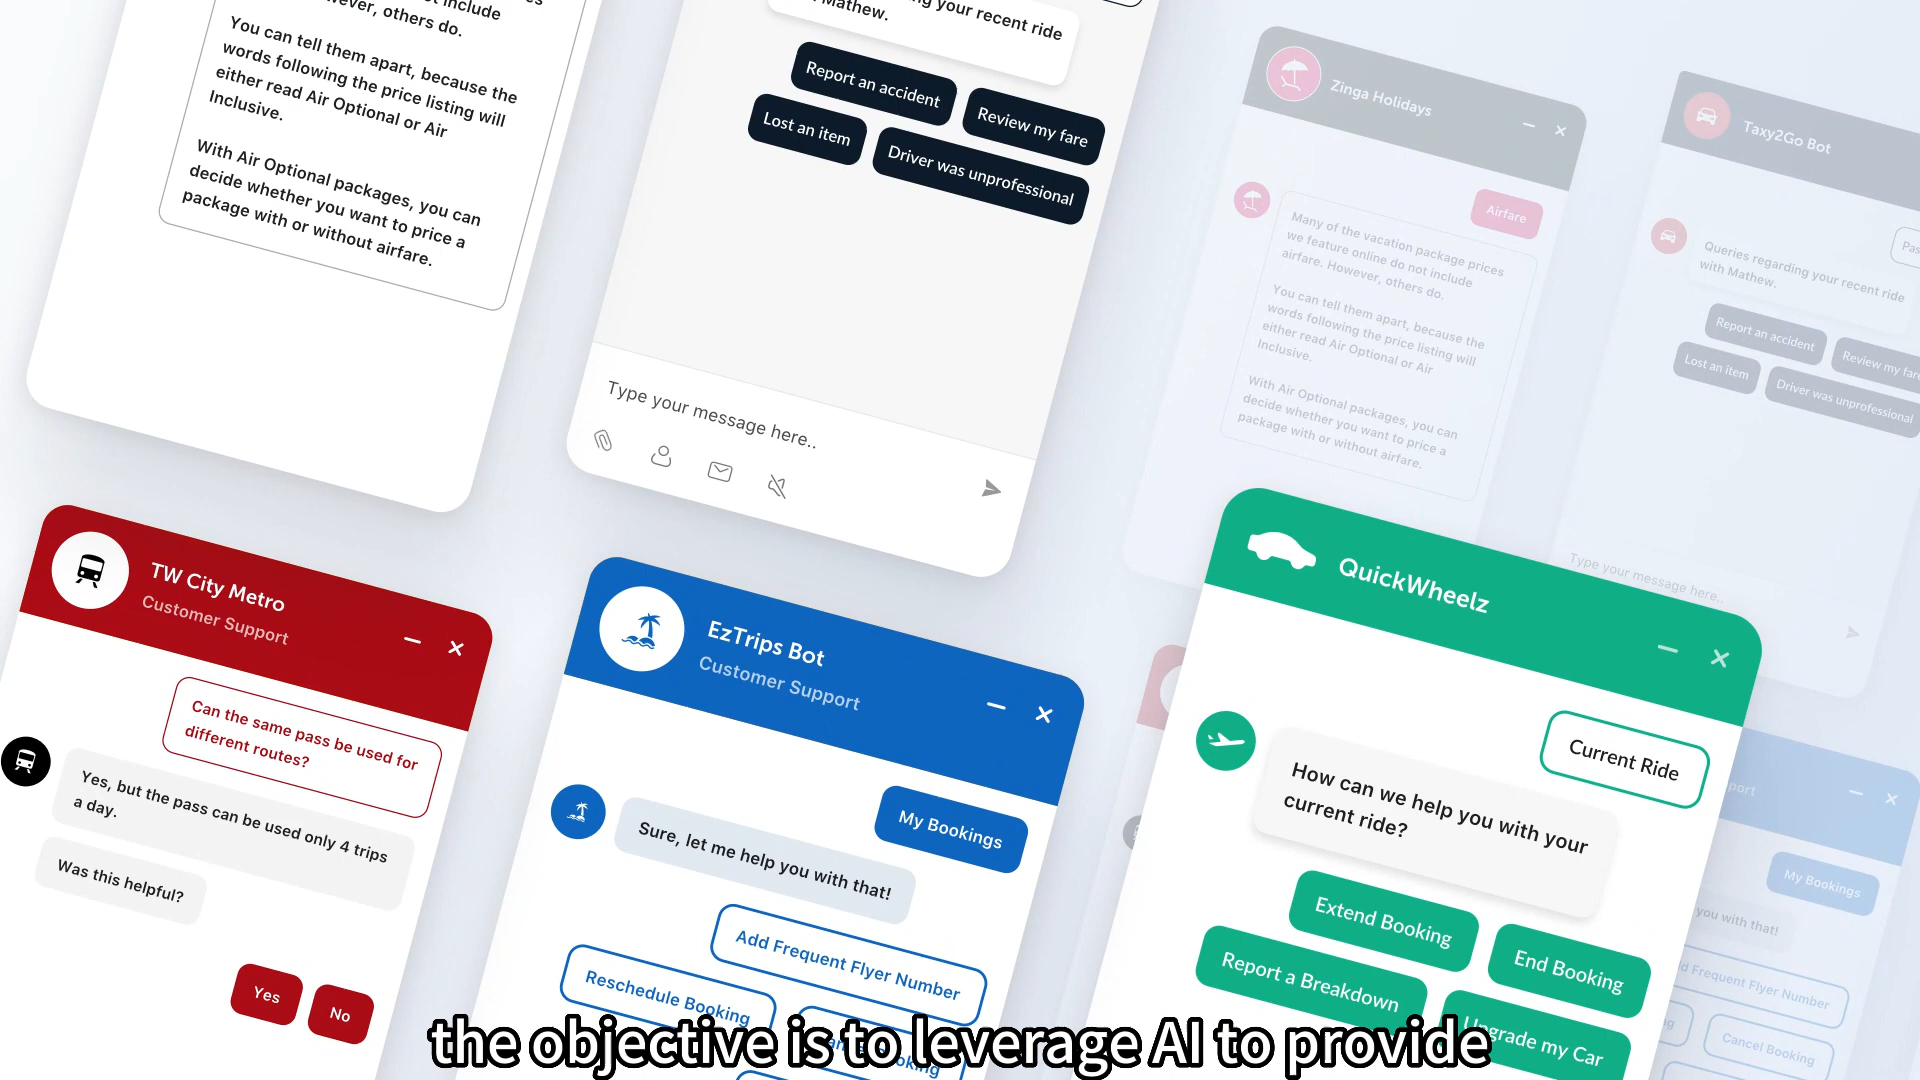 not include
However, others do.
You can tell them apart, because the
words following the price listing will
either read Air Optional or Air
Inclusive.
With Air Optional packages, you can
decide whether you want to price a
package with or without airfare.
your recent ride
Mathew.
Report an accident
Review my fare
Lost an item
Driver was unprofessional
Type your message here..
Zinga Holidays
Airfare
Many of the vacation package prices
we feature online do not include
airfare. However, others do.
You can tell them apart, because the
words following the price listing will
either read Air Optional or Air
Inclusive.
With Air Optional packages, you can
decide whether you want to price a
package with or without airfare.
Taxy2Go Bot
Queries regarding your recent ride
with Mathew.
Report an accident
Review my fare
Lost an item
Driver was unprofessional
Type your message here..
TW City Metro
Customer Support
Can the same pass be used for
different routes?
Yes, but the pass can be used only 4 trips
a day.
Was this helpful?
Yes
No
EzTrips Bot
Customer Support
My Bookings
Sure, let me help you with that!
Add Frequent Flyer Number
Reschedule Booking
QuickWheelz
Current Ride
How can we help you with your
current ride?
Extend Booking
End Booking
Report a Breakdown
Upgrade my Car
My Bookings
you with that!
Frequent Flyer Number
Cancel Booking
the objective is to leverage AI to provide